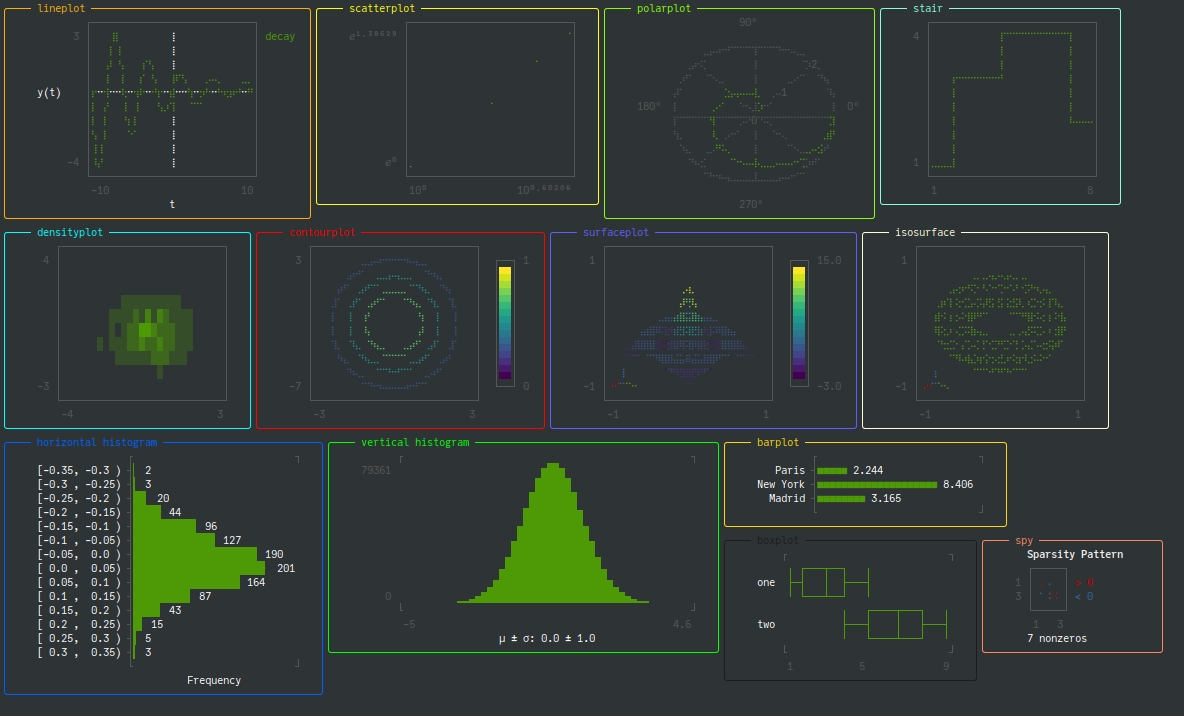 lineplot
3
decay
y(t)
-4
-10 10
t
scatterplot
e¹·³⁸⁶²⁹
e⁰
10⁰ 10⁰·⁶⁰²⁰⁶
polarplot
90°
2
1
180° 0°
0
270°
stair
4
1
1 8
densityplot
4
-3
-4 3
contourplot
3 1
-7 0
-3 3
surfaceplot
1 15.0
-1 -3.0
-1 1
isosurface
1
-1
-1 1
horizontal histogram
[-0.35, -0.3 ) 2
[-0.3 , -0.25) 3
[-0.25, -0.2 ) 20
[-0.2 , -0.15) 44
[-0.15, -0.1 ) 96
[-0.1 , -0.05) 127
[-0.05, 0.0 ) 190
[ 0.0 , 0.05) 201
[ 0.05, 0.1 ) 164
[ 0.1 , 0.15) 87
[ 0.15, 0.2 ) 43
[ 0.2 , 0.25) 15
[ 0.25, 0.3 ) 5
[ 0.3 , 0.35) 3
Frequency
vertical histogram
79361
0
-5 4.6
μ ± σ: 0.0 ± 1.0
barplot
Paris 2.244
New York 8.406
Madrid 3.165
boxplot
one
two
1 5 9
spy
Sparsity Pattern
1 > 0
3 < 0
1 3
7 nonzeros